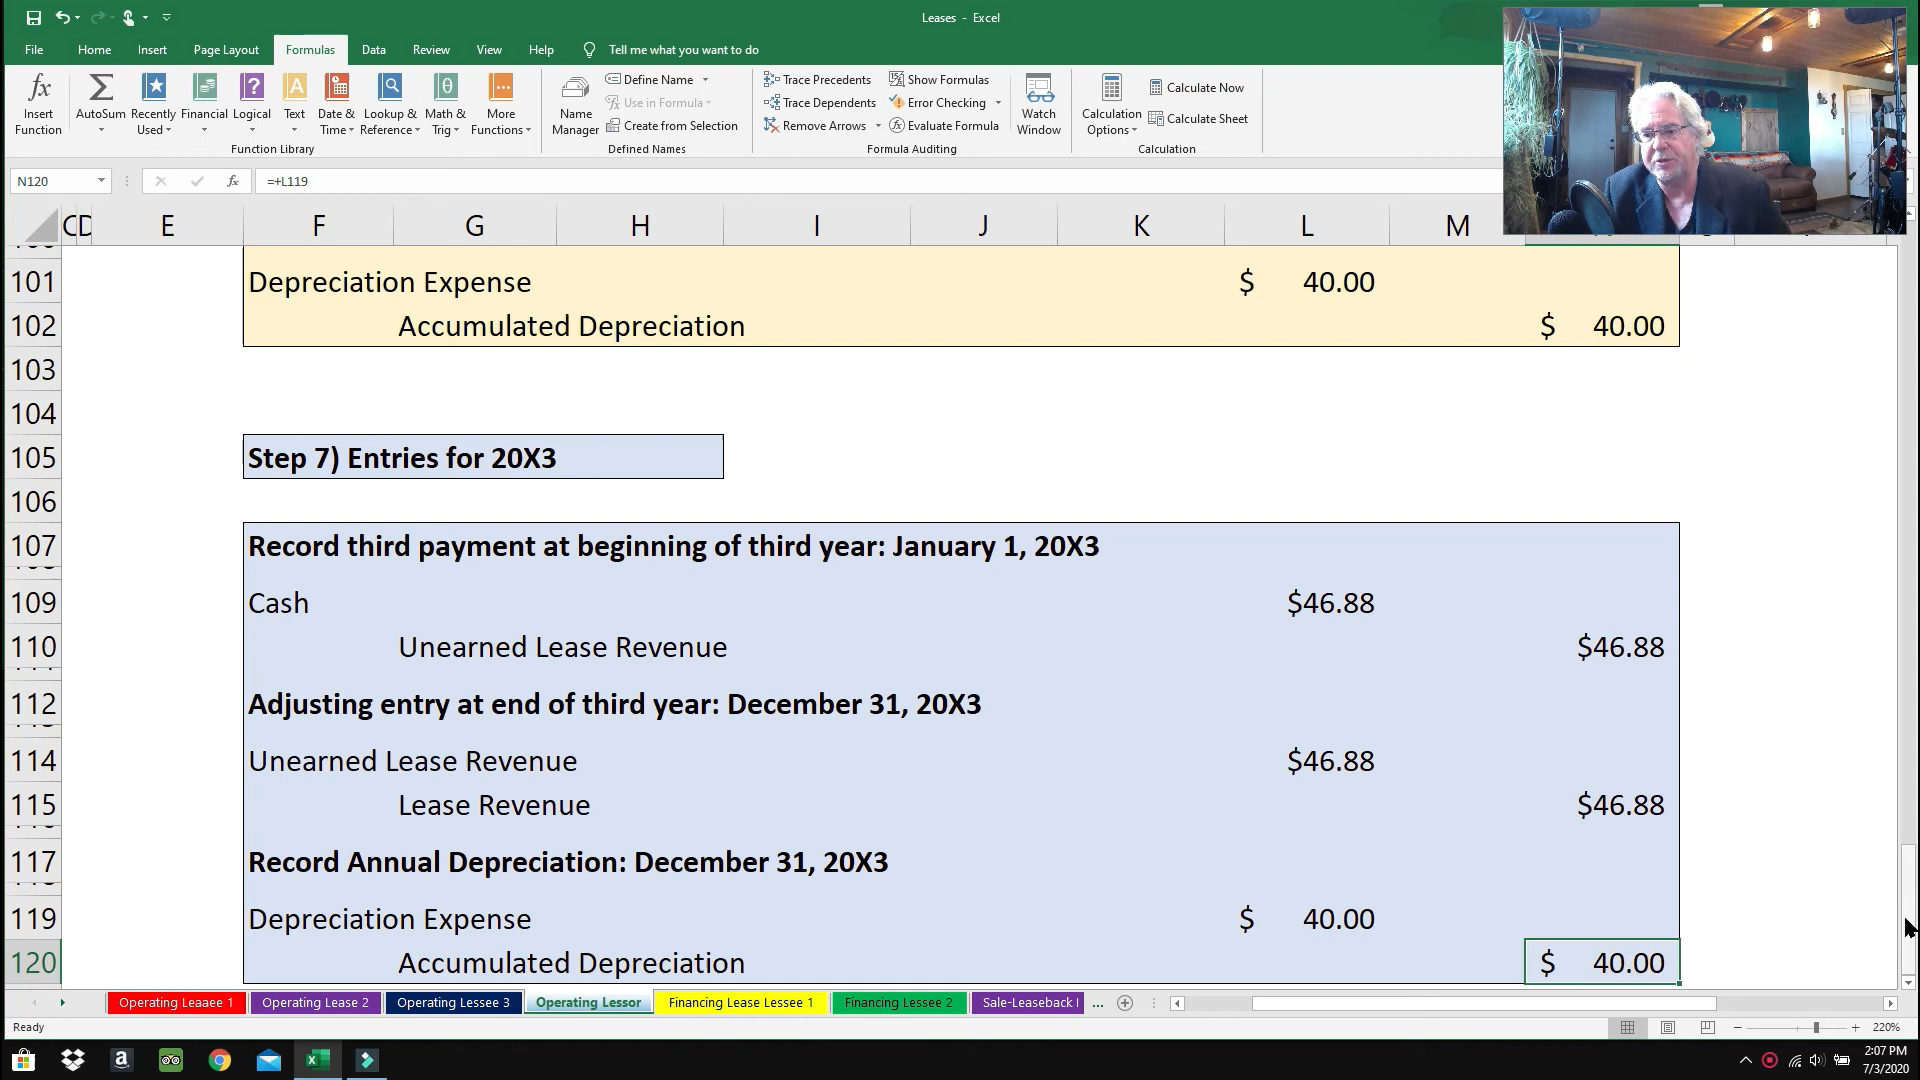 Leases - Excel
File Home Insert Page Layout Formulas Data Review View Help Tell me what you want to do
fx Insert Function
AutoSum
Recently Used
Financial
Logical
Text
Date & Time
Lookup & Reference
Math & Trig
More Functions
Function Library
Name Manager
Define Name
Use in Formula
Create from Selection
Defined Names
Trace Precedents
Trace Dependents
Remove Arrows
Show Formulas
Error Checking
Evaluate Formula
Formula Auditing
Watch Window
Calculation Options
Calculate Now
Calculate Sheet
Calculation
N120 fx =+L119
C D E F G H I J K L M
101 Depreciation Expense $ 40.00
102 Accumulated Depreciation $ 40.00
103
104
105 Step 7) Entries for 20X3
106
107 Record third payment at beginning of third year: January 1, 20X3
109 Cash $46.88
110 Unearned Lease Revenue $46.88
112 Adjusting entry at end of third year: December 31, 20X3
114 Unearned Lease Revenue $46.88
115 Lease Revenue $46.88
117 Record Annual Depreciation: December 31, 20X3
119 Depreciation Expense $ 40.00
120 Accumulated Depreciation $ 40.00
Operating Leaaee 1 Operating Lease 2 Operating Lessee 3 Operating Lessor Financing Lease Lessee 1 Financing Lessee 2 Sale-Leaseback ...
Ready 220%
2:07 PM
7/3/2020